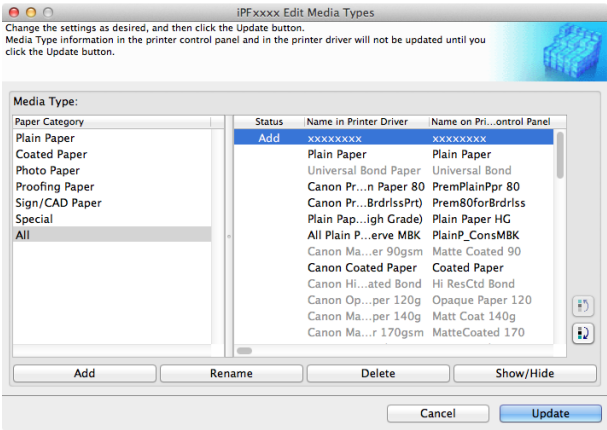 iPFxxxx Edit Media Types
Change the settings as desired, and then click the Update button.
Media Type information in the printer control panel and in the printer driver will not be updated until you
click the Update button.
Media Type:
Paper Category
Plain Paper
Coated Paper
Photo Paper
Proofing Paper
Sign/CAD Paper
Special
All
Status Name in Printer Driver Name on Pri...ontrol Panel
Add xxxxxxxx xxxxxxxx
Plain Paper Plain Paper
Universal Bond Paper Universal Bond
Canon Pr...n Paper 80 PremPlainPpr 80
Canon Pr...BrdrlssPrt) Prem80forBrdrlss
Plain Pap...igh Grade) Plain Paper HG
All Plain P...erve MBK PlainP_ConsMBK
Canon Ma...er 90gsm Matte Coated 90
Canon Coated Paper Coated Paper
Canon Hi...ated Bond Hi ResCtd Bond
Canon Op...per 120g Opaque Paper 120
Canon Ma...per 140g Matt Coat 140g
Canon Ma...r 170gsm MatteCoated 170
Add Rename Delete Show/Hide
Cancel Update